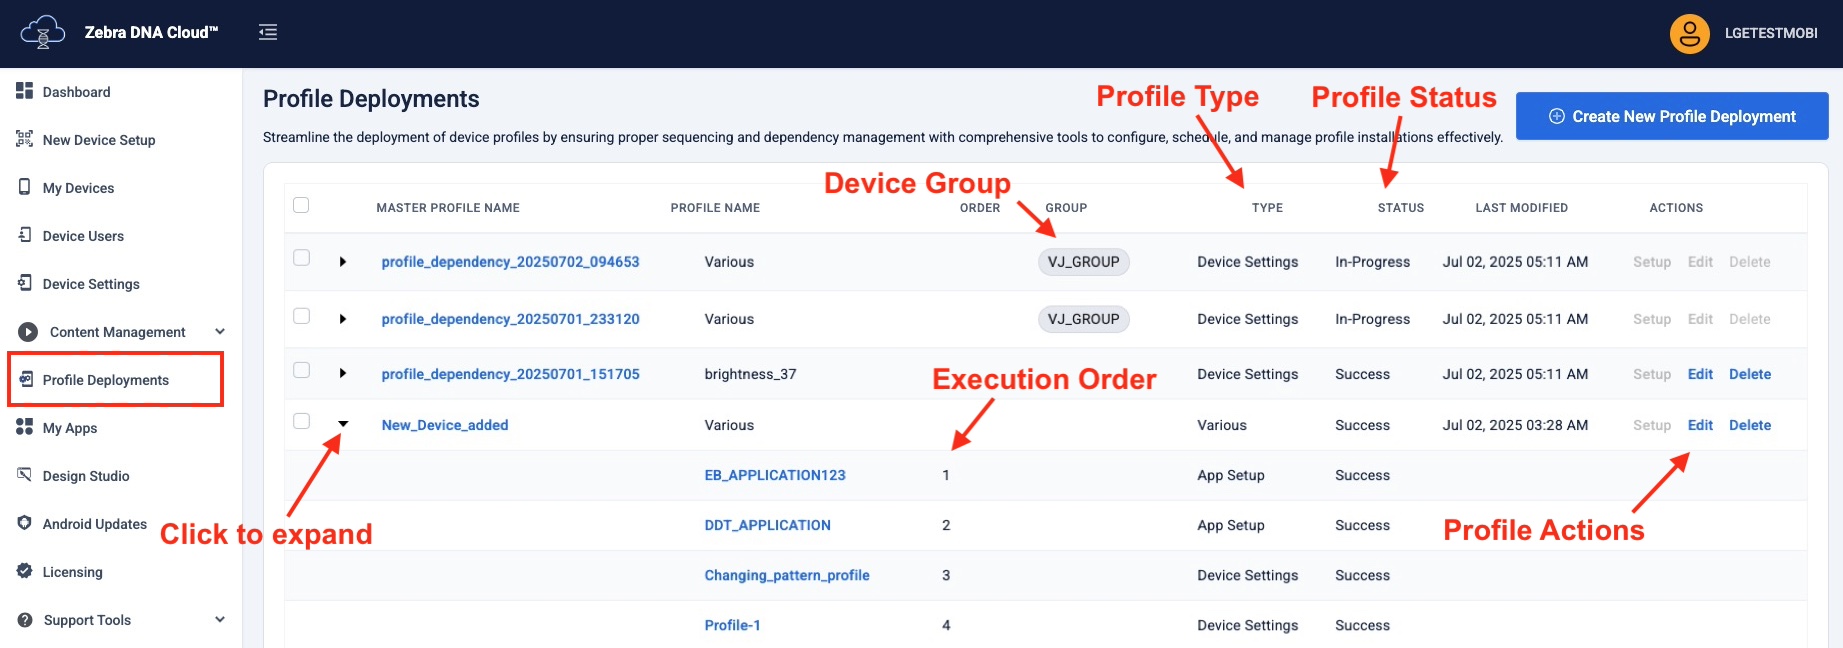 Zebra DNA Cloud™
LGETESTMOBI
Dashboard
New Device Setup
My Devices
Device Users
Device Settings
Content Management
Profile Deployments
My Apps
Design Studio
Android Updates
Licensing
Support Tools
Profile Deployments
Streamline the deployment of device profiles by ensuring proper sequencing and dependency management with comprehensive tools to configure, schedule, and manage profile installations effectively.
Create New Profile Deployment
Profile Type
Profile Status
Device Group
MASTER PROFILE NAME PROFILE NAME ORDER GROUP TYPE STATUS LAST MODIFIED ACTIONS
profile_dependency_20250702_094653 Various VJ_GROUP Device Settings In-Progress Jul 02, 2025 05:11 AM Setup Edit Delete
profile_dependency_20250701_233120 Various VJ_GROUP Device Settings In-Progress Jul 02, 2025 05:11 AM Setup Edit Delete
profile_dependency_20250701_151705 brightness_37 Device Settings Success Jul 02, 2025 05:11 AM Setup Edit Delete
Execution Order
New_Device_added Various Various Success Jul 02, 2025 03:28 AM Setup Edit Delete
EB_APPLICATION123 1 App Setup Success
DDT_APPLICATION 2 App Setup Success
Click to expand
Profile Actions
Changing_pattern_profile 3 Device Settings Success
Profile-1 4 Device Settings Success